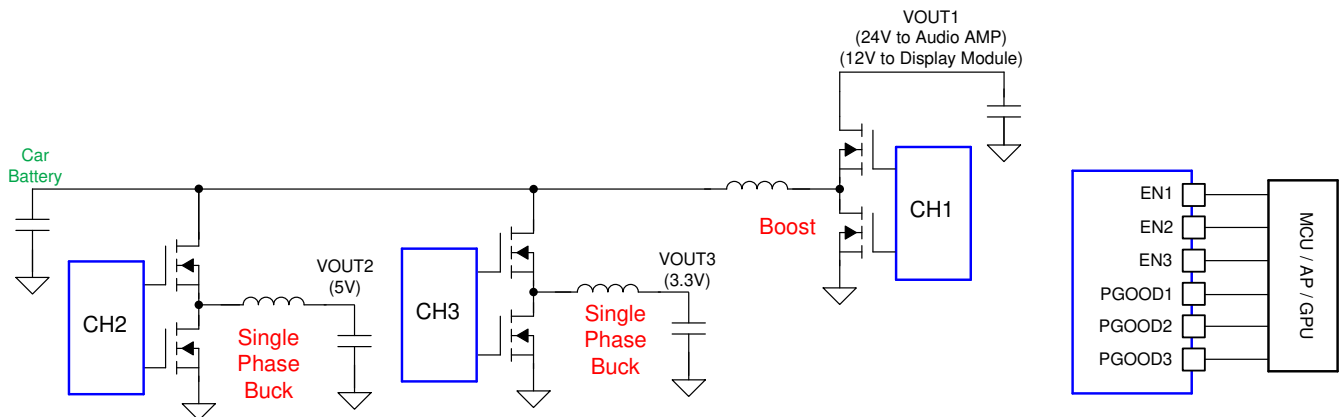 VOUT1
(24V to Audio AMP)
(12V to Display Module)
Car
Battery
CH1
Boost
CH2
VOUT2
(5V)
Single
Phase
Buck
CH3
VOUT3
(3.3V)
Single
Phase
Buck
EN1
EN2
EN3
PGOOD1
PGOOD2
PGOOD3
MCU / AP / GPU